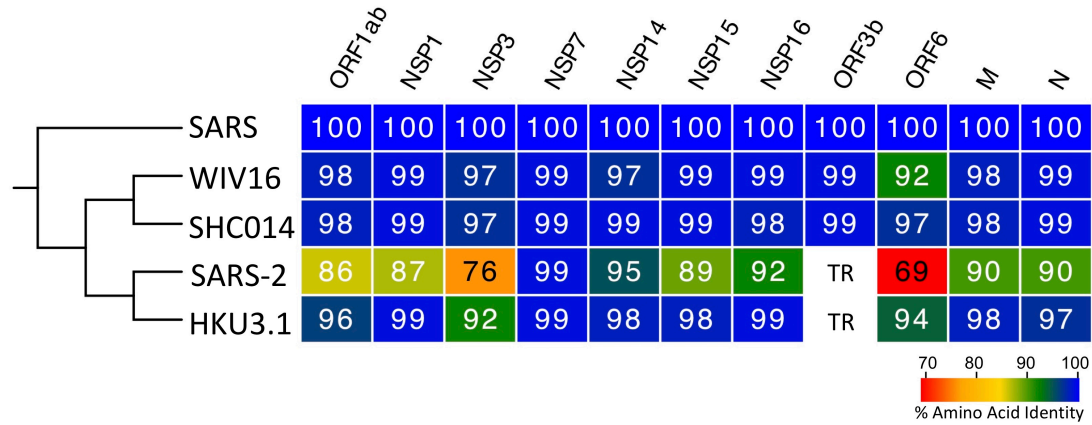 ORF1ab NSP1 NSP3 NSP7 NSP14 NSP15 NSP16 ORF3b ORF6 M N
SARS 100 100 100 100 100 100 100 100 100 100 100
WIV16 98 99 97 99 97 99 99 99 92 98 99
SHC014 98 99 97 99 99 99 98 99 97 98 99
SARS-2 86 87 76 99 95 89 92 TR 69 90 90
HKU3.1 96 99 92 99 98 98 99 TR 94 98 97
70 80 90 100
% Amino Acid Identity